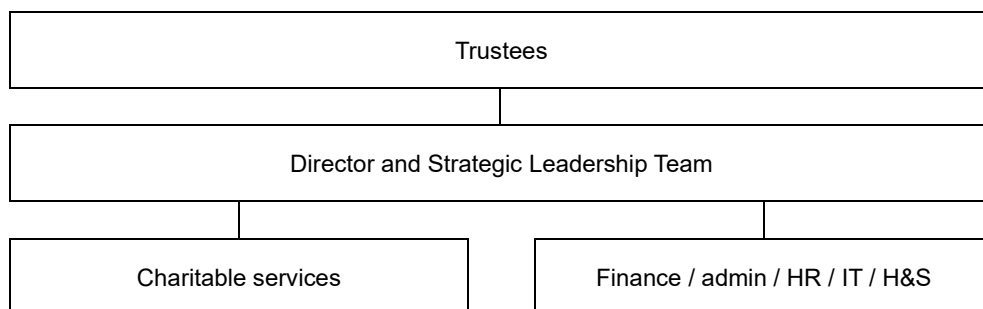 Trustees
Director and Strategic Leadership Team
Charitable services
Finance / admin / HR / IT / H&S